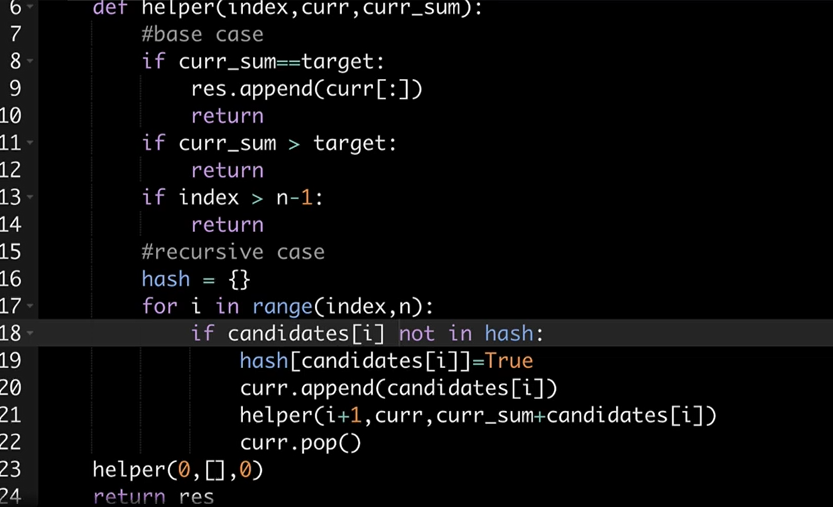 6 def helper(index,curr,curr_sum):
7 #base case
8 if curr_sum==target:
9 res.append(curr[:])
10 return
11 if curr_sum > target:
12 return
13 if index > n-1:
14 return
15 #recursive case
16 hash = {}
17 for i in range(index,n):
18 if candidates[i] not in hash:
19 hash[candidates[i]]=True
20 curr.append(candidates[i])
21 helper(i+1,curr,curr_sum+candidates[i])
22 curr.pop()
23 helper(0,[],0)
24 return res